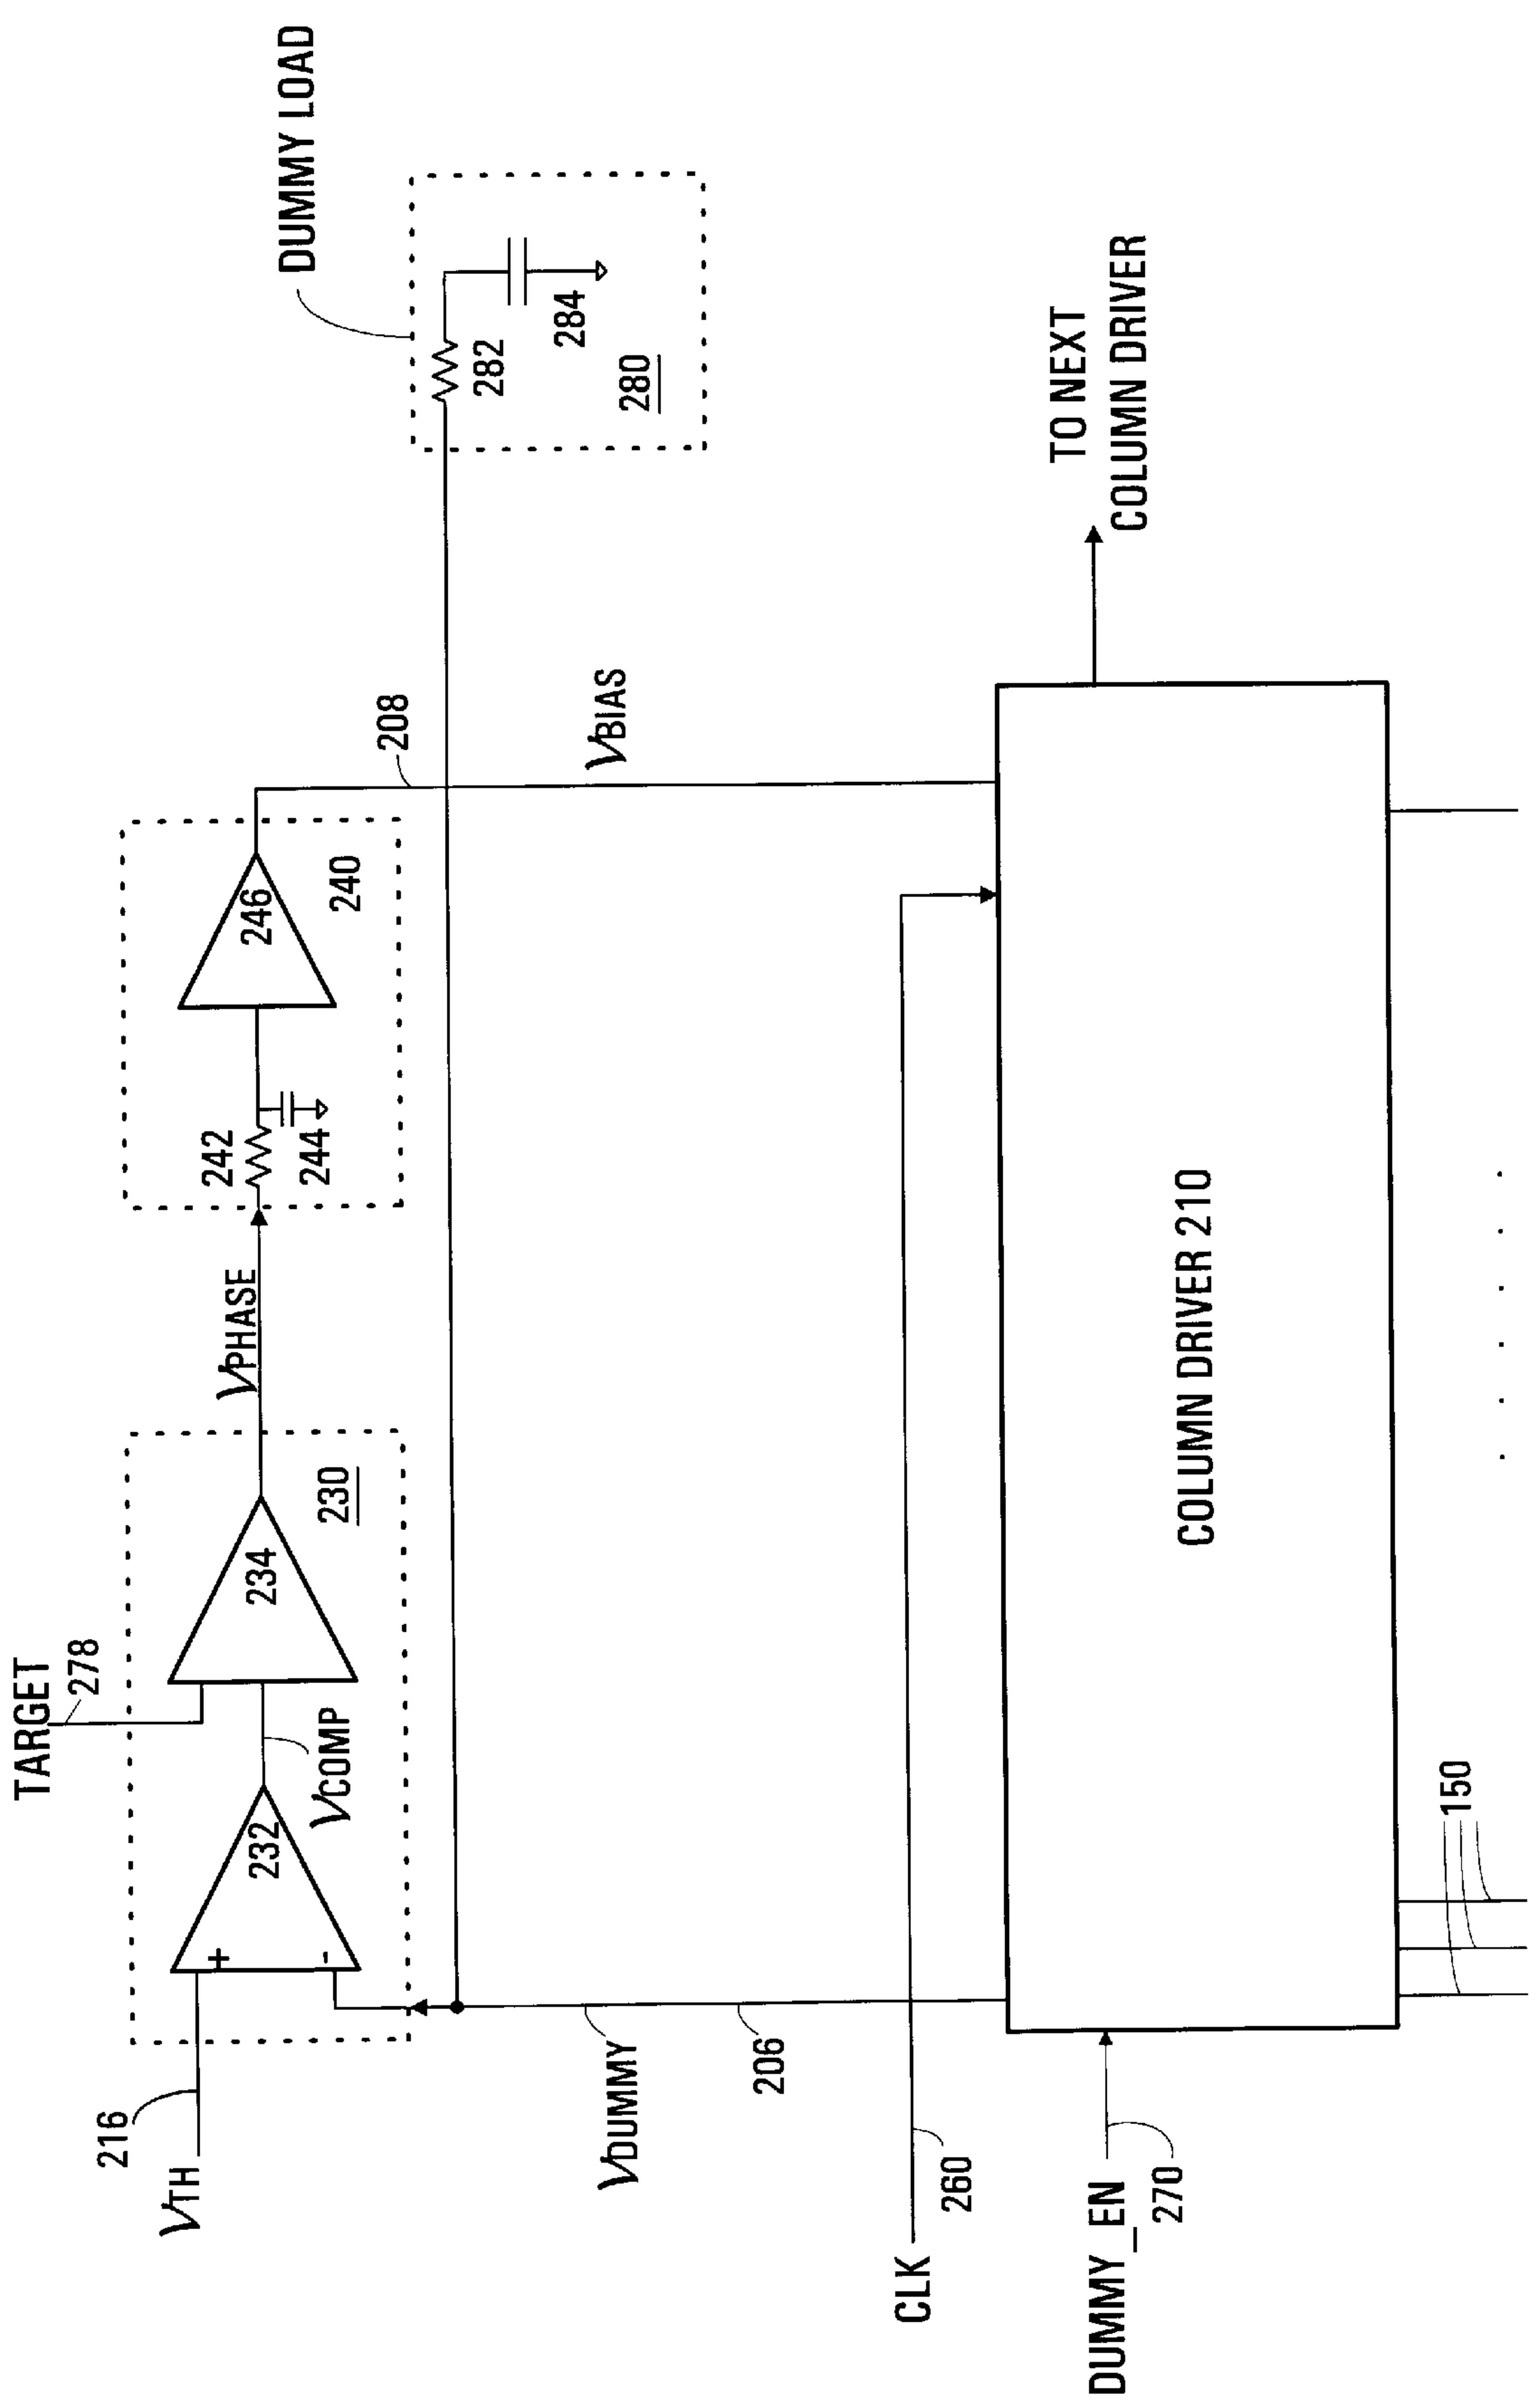 TARGET
278
DUMMY LOAD
216
VTH
232
VCOMP
234
230
VPHASE
242
244
246
240
208
282
284
280
VDUMMY
206
VBIAS
CLK
260
DUMMY_EN
270
COLUMN DRIVER 210
TO NEXT
COLUMN DRIVER
150
+
-